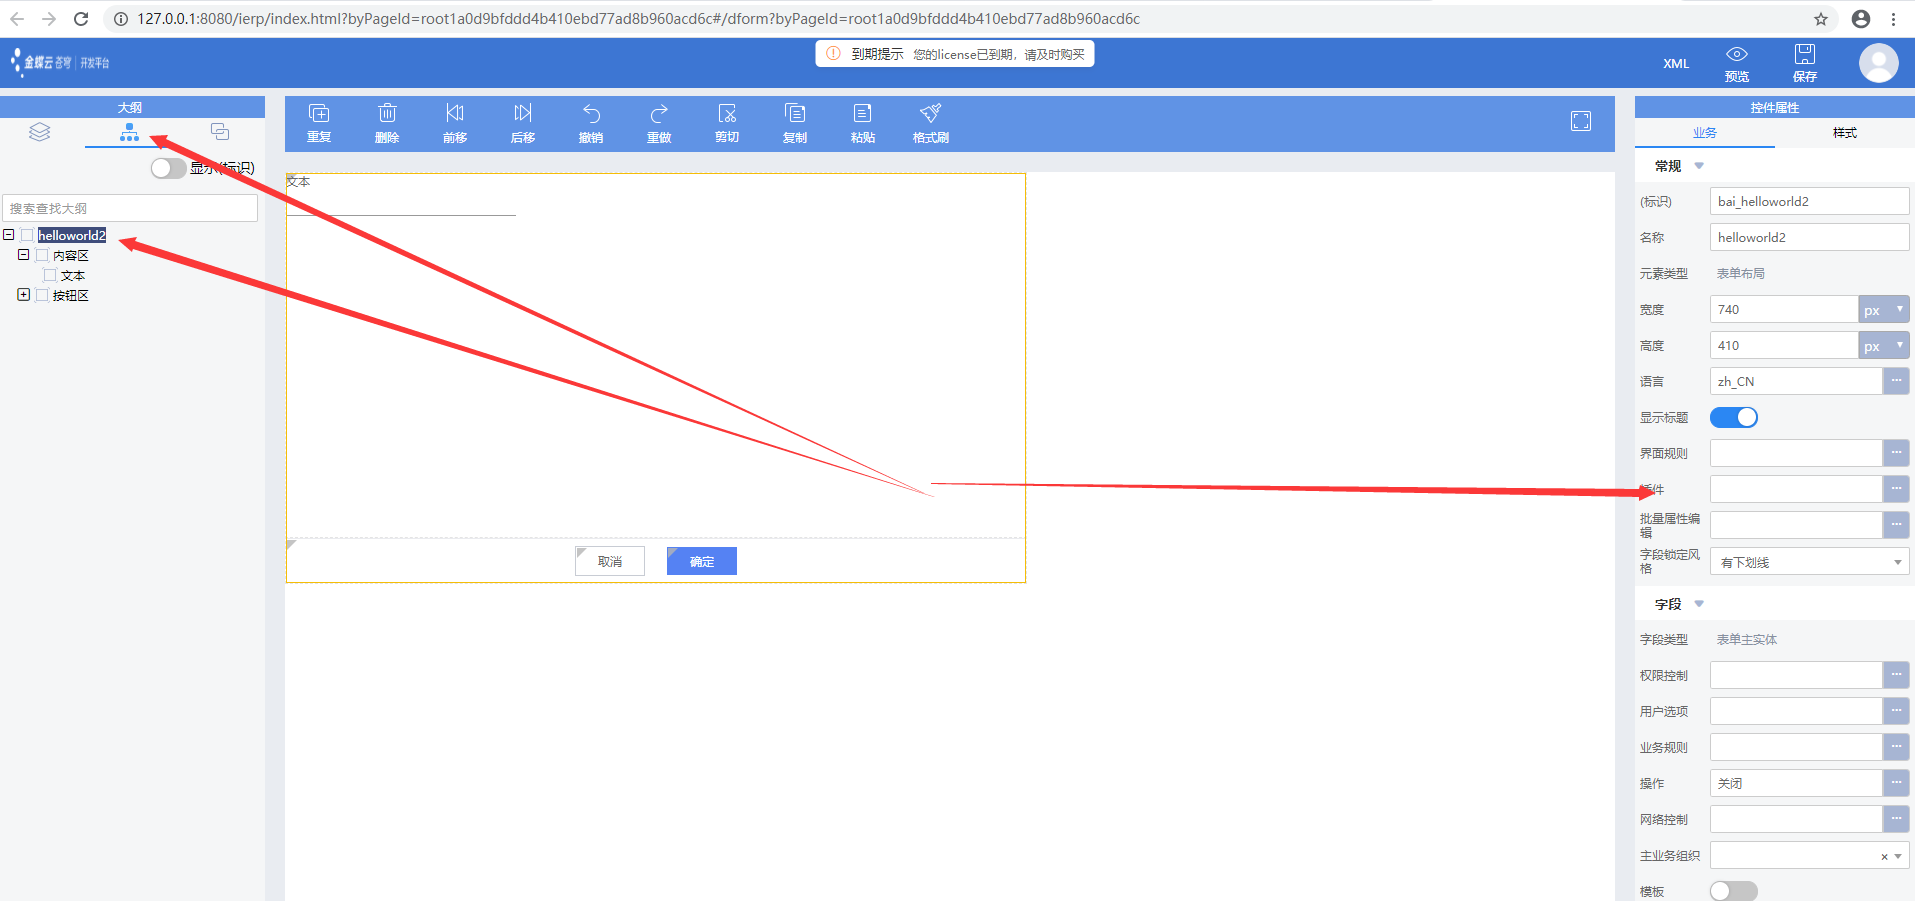 127.0.0.1:8080/ierp/index.html?byPageId=root1a0d9bfddd4b410ebd77ad8b960acd6c#/dform?byPageId=root1a0d9bfddd4b410ebd77ad8b960acd6c
金蝶云 苍穹 | 开发平台
到期提示 您的license已到期，请及时购买
XML
预览
保存
大纲
显示(标识)
搜索查找大纲
helloworld2
内容区
文本
按钮区
重复
删除
前移
后移
撤销
重做
剪切
复制
粘贴
格式刷
文本
取消
确定
控件属性
业务
样式
常规
(标识) bai_helloworld2
名称 helloworld2
元素类型 表单布局
宽度 740 px
高度 410 px
语言 zh_CN
显示标题
界面规则
插件
批量属性编
辑
字段锁定风
格
有下划线
字段
字段类型 表单主实体
权限控制
用户选项
业务规则
操作 关闭
网络控制
主业务组织
模板